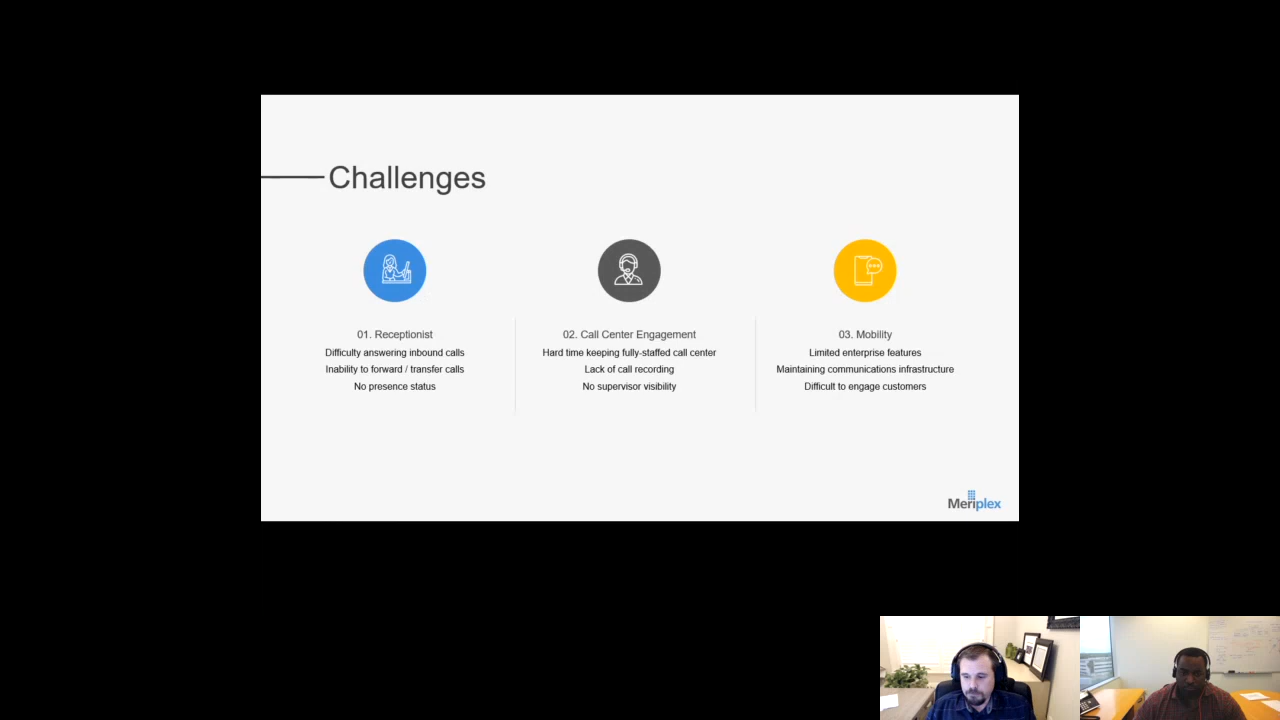 Challenges
01. Receptionist
Difficulty answering inbound calls
Inability to forward / transfer calls
No presence status
02. Call Center Engagement
Hard time keeping fully-staffed call center
Lack of call recording
No supervisor visibility
03. Mobility
Limited enterprise features
Maintaining communications infrastructure
Difficult to engage customers
Meriplex